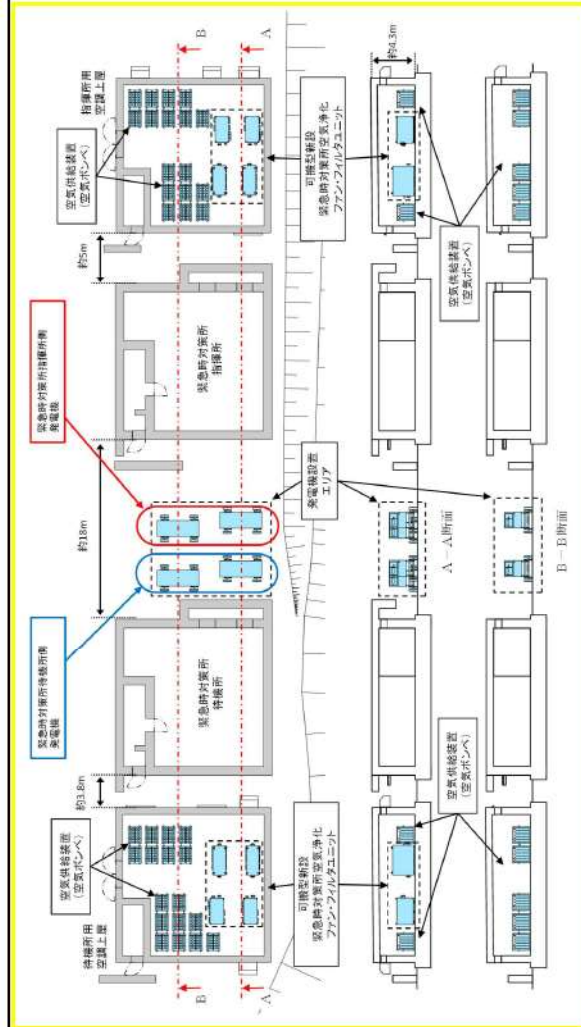 待機所用
空調上屋
空気供給装置
(空気ボンベ)
約3.8m
緊急時対策所待機所側
発電機
約18m
緊急時対策所指揮所側
発電機
約5m
空気供給装置
(空気ボンベ)
指揮所用
空調上屋
B
B
A
A
緊急時対策所
待機所
緊急時対策所
指揮所
可搬型新設
緊急時対策所空気浄化
ファン・フィルタユニット
発電機設置
エリア
可搬型新設
緊急時対策所空気浄化
ファン・フィルタユニット
約4.3m
A-A断面
空気供給装置
(空気ボンベ)
空気供給装置
(空気ボンベ)
B-B断面